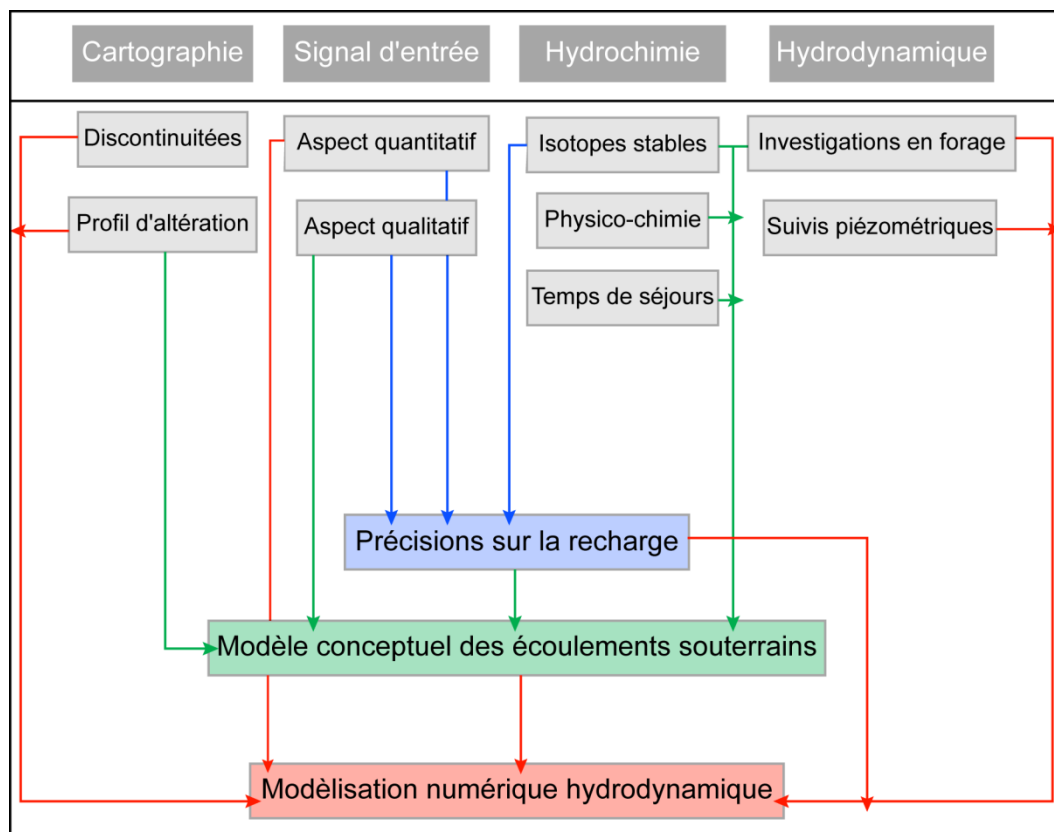 Cartographie
Signal d'entrée
Hydrochimie
Hydrodynamique
Discontinuitées
Aspect quantitatif
Isotopes stables
Investigations en forage
Profil d'altération
Aspect qualitatif
Physico-chimie
Suivis piézométriques
Temps de séjours
Précisions sur la recharge
Modèle conceptuel des écoulements souterrains
Modèlisation numérique hydrodynamique